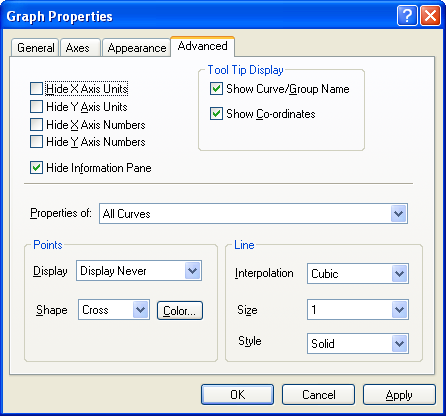 Graph Properties
General Axes Appearance Advanced
Hide X Axis Units
Hide Y Axis Units
Hide X Axis Numbers
Hide Y Axis Numbers
Hide Information Pane
Tool Tip Display
Show Curve/Group Name
Show Co-ordinates
Properties of: All Curves
Points
Display Display Never
Shape Cross Color...
Line
Interpolation Cubic
Size 1
Style Solid
OK Cancel Apply